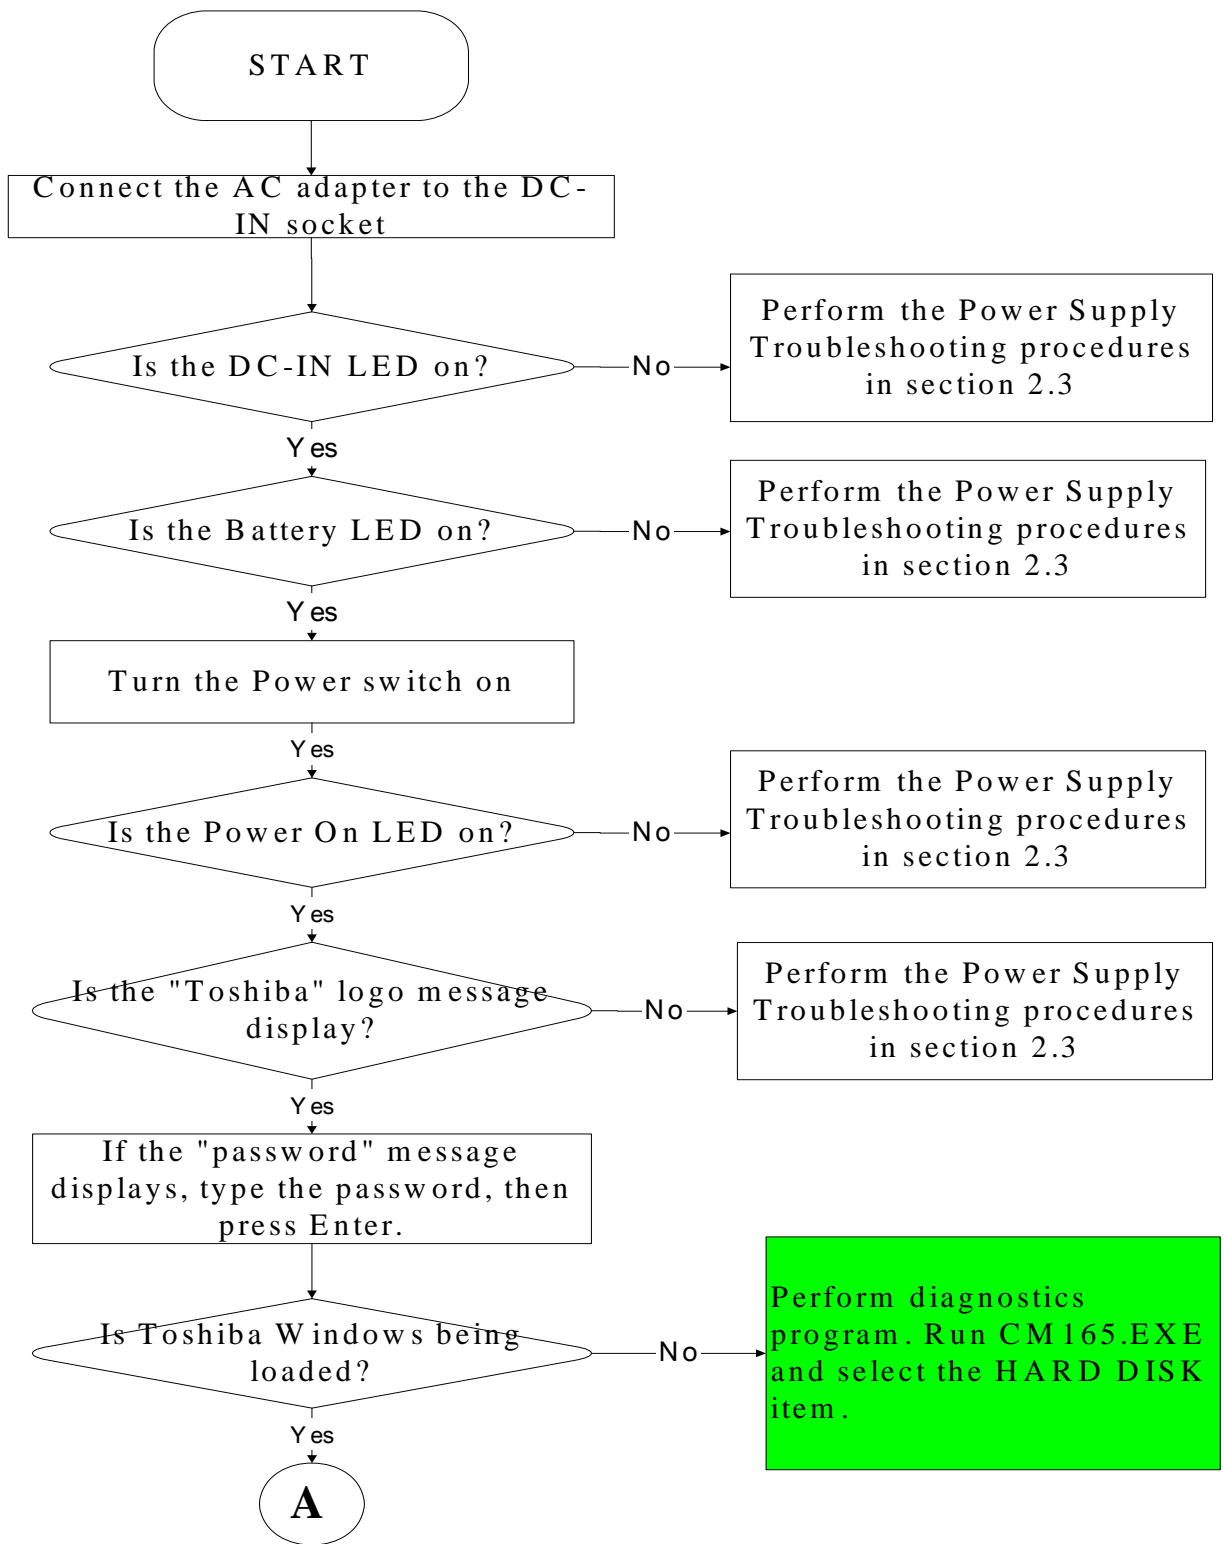 START
Connect the AC adapter to the DC-
IN socket
Is the DC-IN LED on?
No
Perform the Power Supply
Troubleshooting procedures
in section 2.3
Yes
Is the Battery LED on?
No
Perform the Power Supply
Troubleshooting procedures
in section 2.3
Yes
Turn the Power switch on
Yes
Is the Power On LED on?
No
Perform the Power Supply
Troubleshooting procedures
in section 2.3
Yes
Is the "Toshiba" logo message
display?
No
Perform the Power Supply
Troubleshooting procedures
in section 2.3
Yes
If the "password" message
displays, type the password, then
press Enter.
Is Toshiba Windows being
loaded?
No
Perform diagnostics
program. Run CM165.EXE
and select the HARD DISK
item.
Yes
A